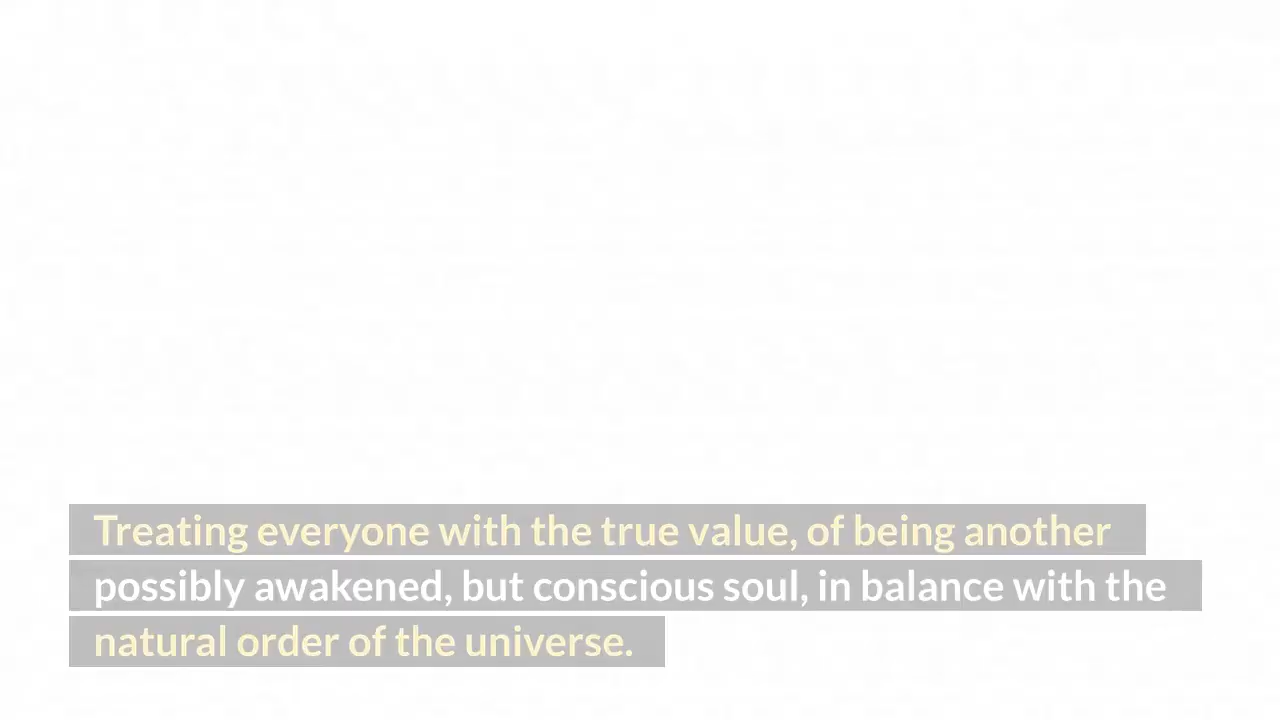 Treating everyone with the true value, of being another
possibly awakened, but conscious soul, in balance with the
natural order of the universe.